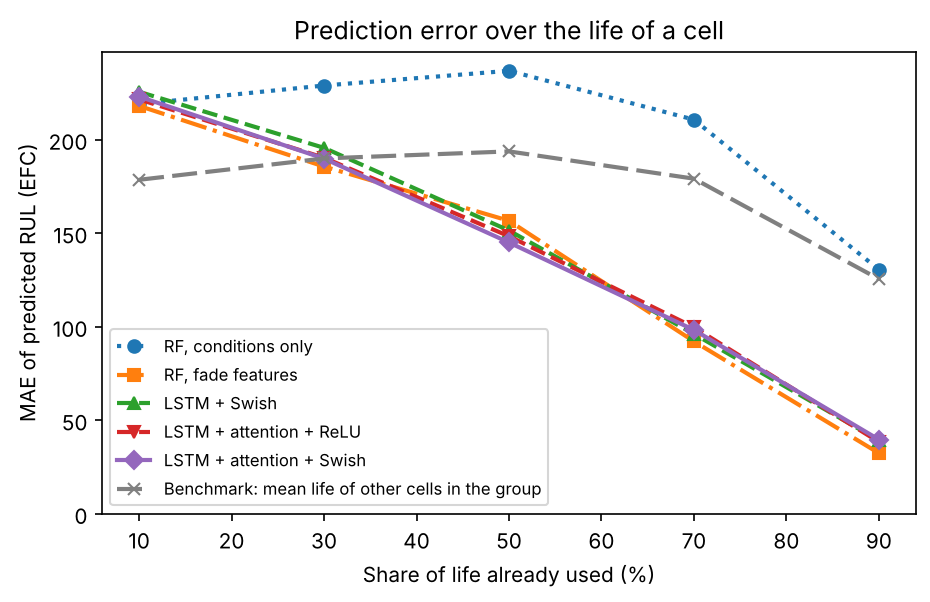 Prediction error over the life of a cell
MAE of predicted RUL (EFC)
200
150
100
50
0
RF, conditions only
RF, fade features
LSTM + Swish
LSTM + attention + ReLU
LSTM + attention + Swish
Benchmark: mean life of other cells in the group
10 20 30 40 50 60 70 80 90
Share of life already used (%)